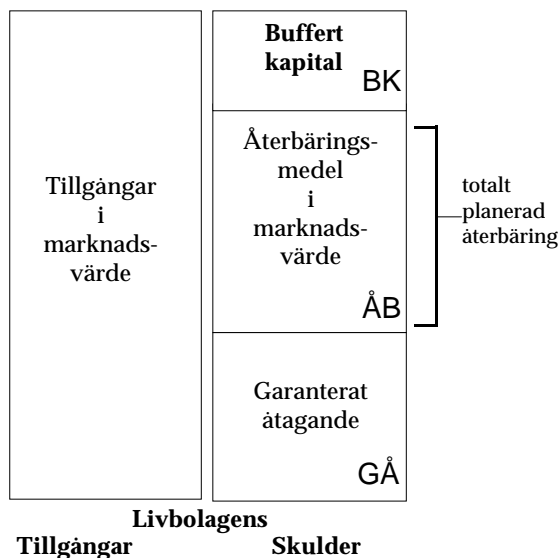 Tillgångar
i
marknads-
värde
Buffert
kapital
BK
Återbärings-
medel
i
marknads-
värde
ÅB
totalt
planerad
återbäring
Garanterat
åtagande
GÅ
Livbolagens
Tillgångar Skulder